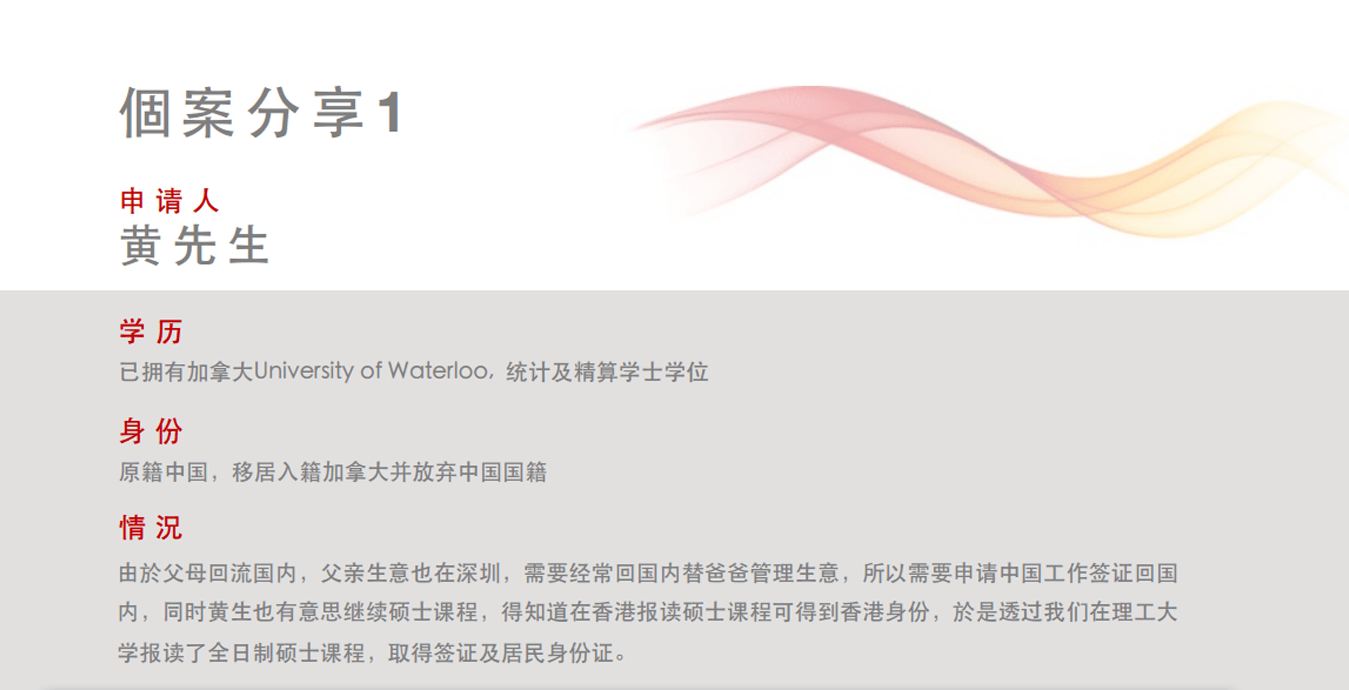 個案分享1
申请人
黄先生
学历
已拥有加拿大University of Waterloo, 统计及精算学士学位
身份
原籍中国，移居入籍加拿大并放弃中国国籍
情况
由於父母回流国内，父亲生意也在深圳，需要经常回国内替爸爸管理生意，所以需要申请中国工作签证回国
内，同时黄生也有意思继续硕士课程，得知道在香港报读硕士课程可得到香港身份，於是透过我们在理工大
学报读了全日制硕士课程，取得签证及居民身份证。